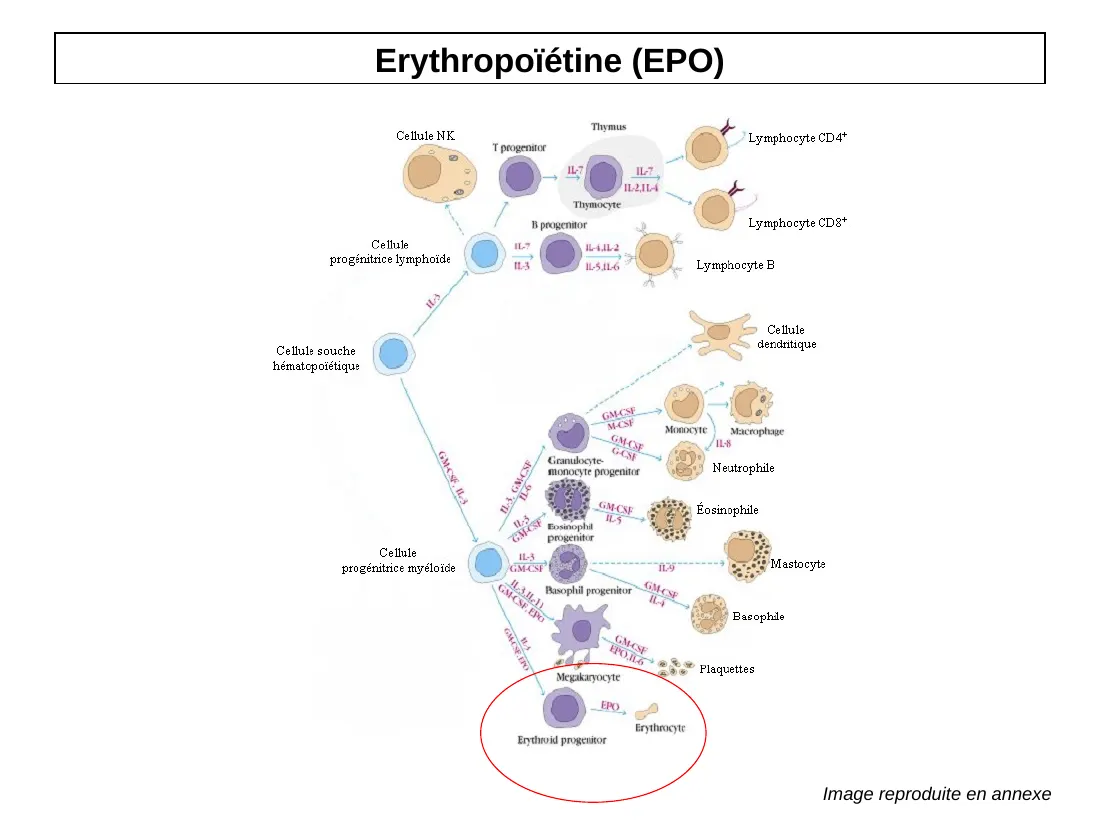 Erythropoïétine (EPO)
Thymus
Cellule NK
T progenitor
Lymphocyte CD4+
IL-7
IL-7
IL-2,IL-4
Thymocyte
Lymphocyte CD8+
B progenitor
Cellule
progénitrice lymphoïde
IL-7
IL-3
IL-4,IL-2
IL-5,IL-6
Lymphocyte B
IL-3
Cellule
dendritique
Cellule souche
hématopoïétique
GM-CSF
M-CSF
Monocyte
Macrophage
GM-CSF
G-CSF
IL-8
Granulocyte-
monocyte progenitor
Neutrophile
GM-CSF, IL-3
IL-3, GM-CSF
IL-6
GM-CSF
IL-5
Éosinophile
IL-3
GM-CSF
Eosinophil
progenitor
Cellule
progénitrice myéloïde
IL-3
GM-CSF
IL-9
Mastocyte
Basophil progenitor
GM-CSF
IL-4
Basophile
GM-CSF, EPO
GM-CSF
EPO, IL-6
Plaquettes
GM-CSF, EPO
Megakaryocyte
EPO
Erythrocyte
Erythroid progenitor
Image reproduite en annexe